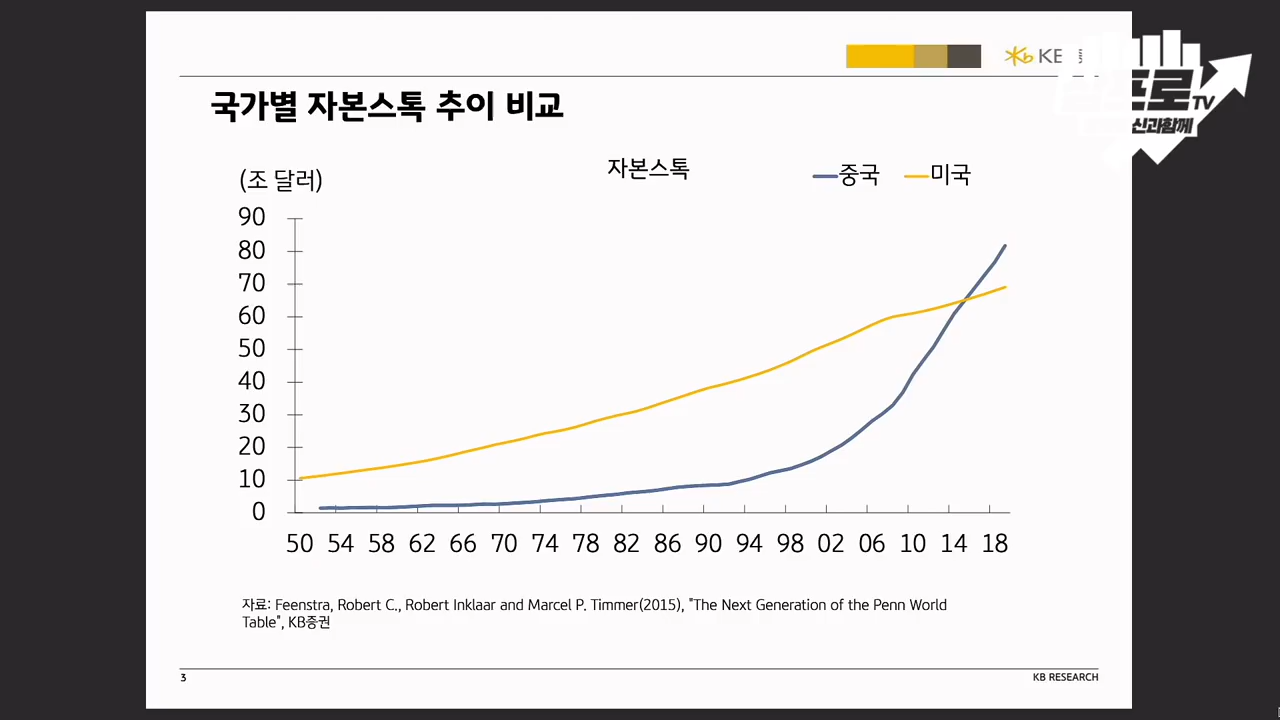 국가별 자본스톡 추이 비교
(조 달러)
자본스톡
중국 미국
90
80
70
60
50
40
30
20
10
0
50 54 58 62 66 70 74 78 82 86 90 94 98 02 06 10 14 18
자료: Feenstra, Robert C., Robert Inklaar and Marcel P. Timmer(2015), "The Next Generation of the Penn World
Table", KB증권
3
KB RESEARCH
프로TV
신과함께